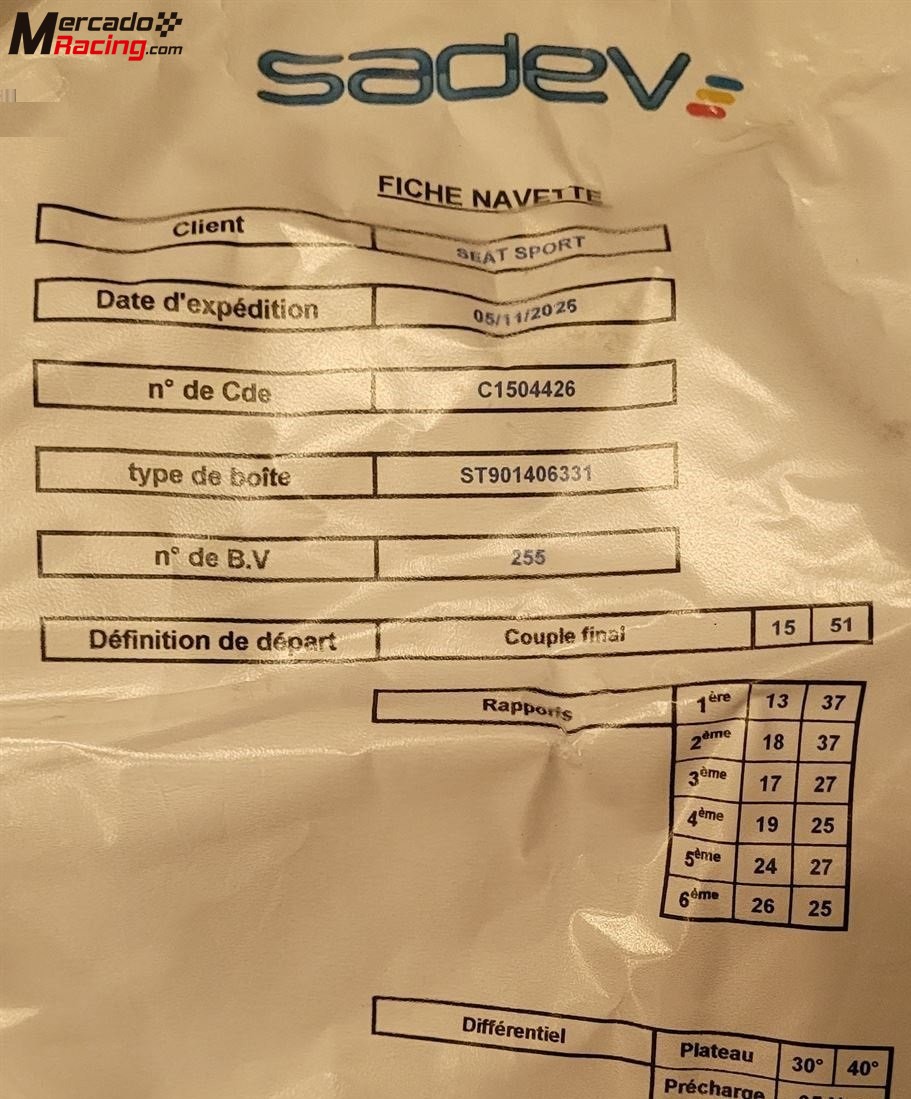 Mercado
Racing.com
sadev
FICHE NAVETTE
Client SEAT SPORT
Date d'expédition 05/11/2026
n° de Cde C1504426
type de boîte ST901406331
n° de B.V 255
Définition de départ Couple final 15 51
Rapports 1ère 13 37
2ème 18 37
3ème 17 27
4ème 19 25
5ème 24 27
6ème 26 25
Différentiel Plateau 30° 40°
Précharge